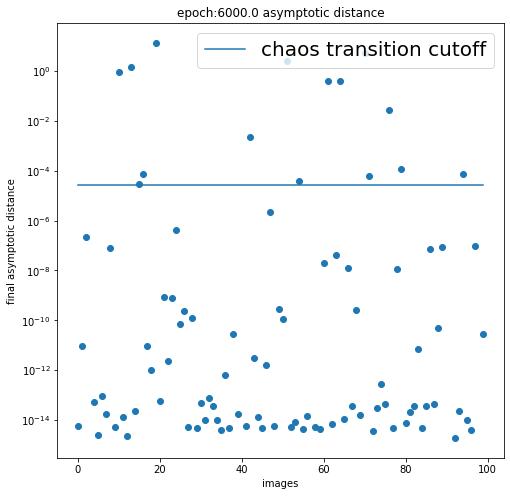 epoch:6000.0 asymptotic distance
chaos transition cutoff
final asymptotic distance
10^0
10^-2
10^-4
10^-6
10^-8
10^-10
10^-12
10^-14
0 20 40 60 80 100
images